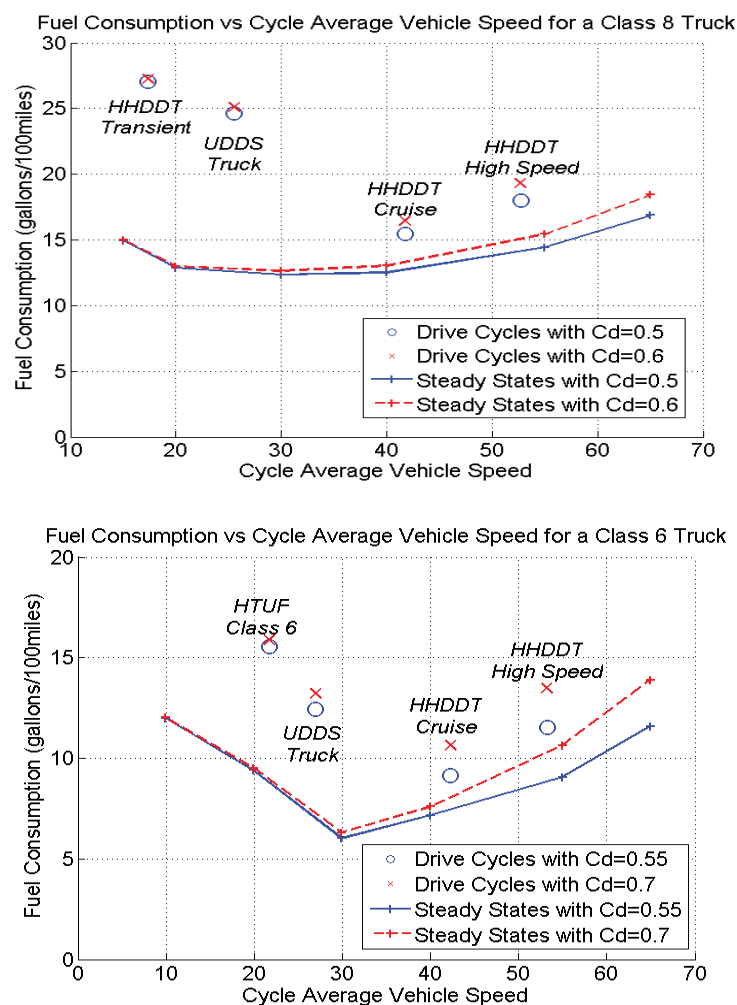 Fuel Consumption vs Cycle Average Vehicle Speed for a Class 8 Truck
Fuel Consumption (gallons/100miles)
30
25
20
15
10
5
0
HHDDT
Transient
UDDS
Truck
HHDDT
Cruise
HHDDT
High Speed
Drive Cycles with Cd=0.5
Drive Cycles with Cd=0.6
Steady States with Cd=0.5
Steady States with Cd=0.6
10 20 30 40 50 60 70
Cycle Average Vehicle Speed
Fuel Consumption vs Cycle Average Vehicle Speed for a Class 6 Truck
Fuel Consumption (gallons/100miles)
20
15
10
5
0
HTUF
Class 6
UDDS
Truck
HHDDT
Cruise
HHDDT
High Speed
Drive Cycles with Cd=0.55
Drive Cycles with Cd=0.7
Steady States with Cd=0.55
Steady States with Cd=0.7
0 10 20 30 40 50 60 70
Cycle Average Vehicle Speed